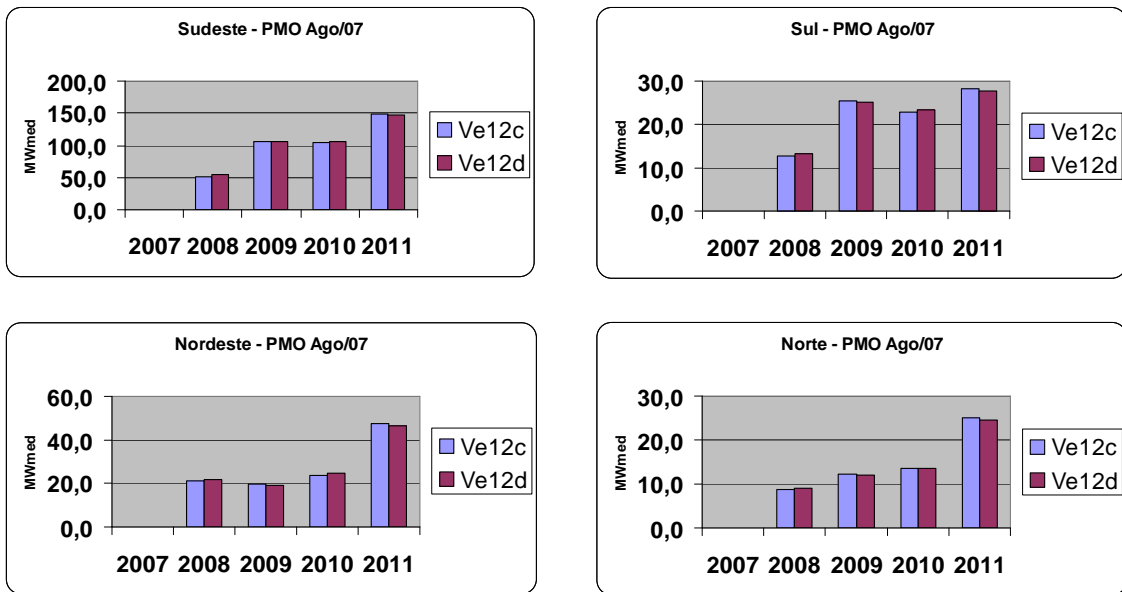 Sudeste - PMO Ago/07
200,0
150,0
100,0
50,0
0,0
MWmed
2007 2008 2009 2010 2011
Ve12c
Ve12d
Sul - PMO Ago/07
30,0
20,0
10,0
0,0
MWmed
2007 2008 2009 2010 2011
Ve12c
Ve12d
Nordeste - PMO Ago/07
60,0
40,0
20,0
0,0
MWmed
2007 2008 2009 2010 2011
Ve12c
Ve12d
Norte - PMO Ago/07
30,0
20,0
10,0
0,0
MWmed
2007 2008 2009 2010 2011
Ve12c
Ve12d